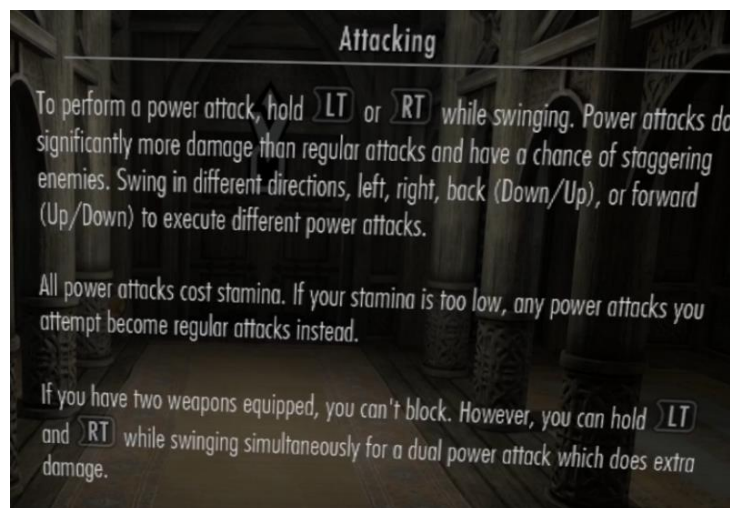 Attacking
To perform a power attack, hold LT or RT while swinging. Power attacks do
significantly more damage than regular attacks and have a chance of staggering
enemies. Swing in different directions, left, right, back (Down/Up), or forward
(Up/Down) to execute different power attacks.
All power attacks cost stamina. If your stamina is too low, any power attacks you
attempt become regular attacks instead.
If you have two weapons equipped, you can't block. However, you can hold LT
and RT while swinging simultaneously for a dual power attack which does extra
damage.